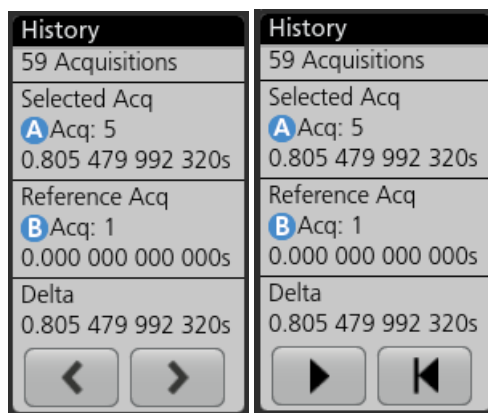 History
59 Acquisitions
Selected Acq
A Acq: 5
0.805 479 992 320s
Reference Acq
B Acq: 1
0.000 000 000 000s
Delta
0.805 479 992 320s
History
59 Acquisitions
Selected Acq
A Acq: 5
0.805 479 992 320s
Reference Acq
B Acq: 1
0.000 000 000 000s
Delta
0.805 479 992 320s